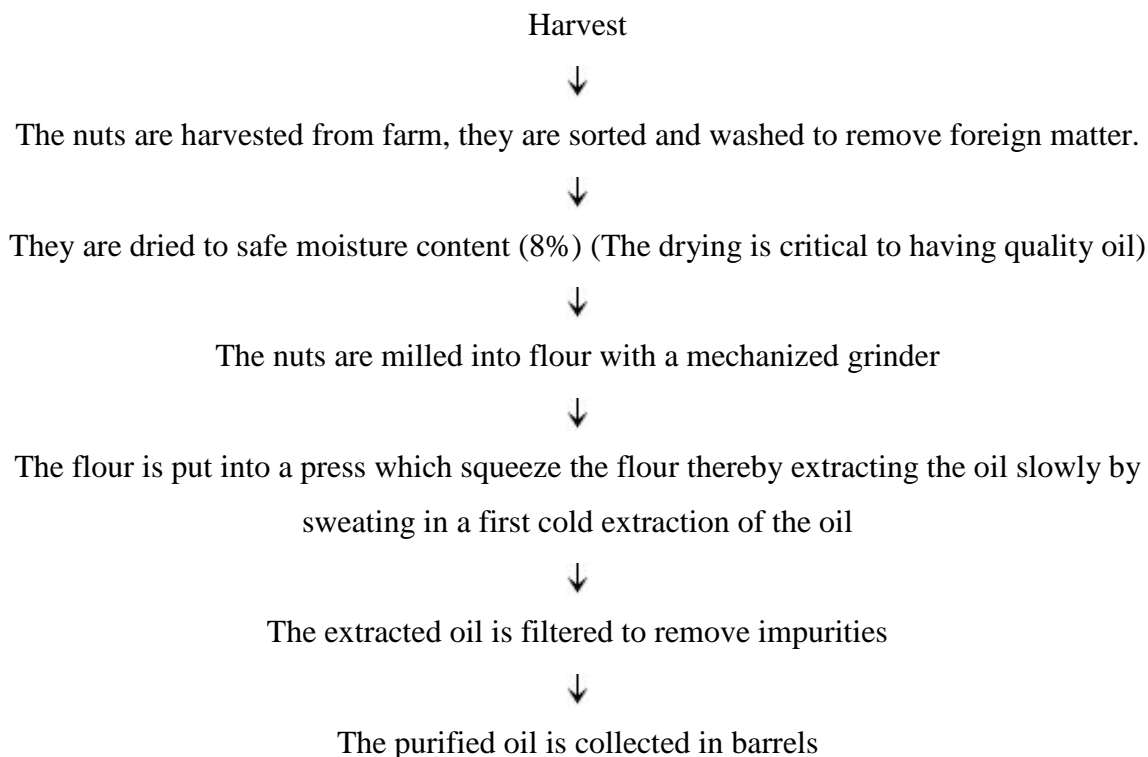 Harvest
The nuts are harvested from farm, they are sorted and washed to remove foreign matter.
They are dried to safe moisture content (8%) (The drying is critical to having quality oil)
The nuts are milled into flour with a mechanized grinder
The flour is put into a press which squeeze the flour thereby extracting the oil slowly by
sweating in a first cold extraction of the oil
The extracted oil is filtered to remove impurities
The purified oil is collected in barrels